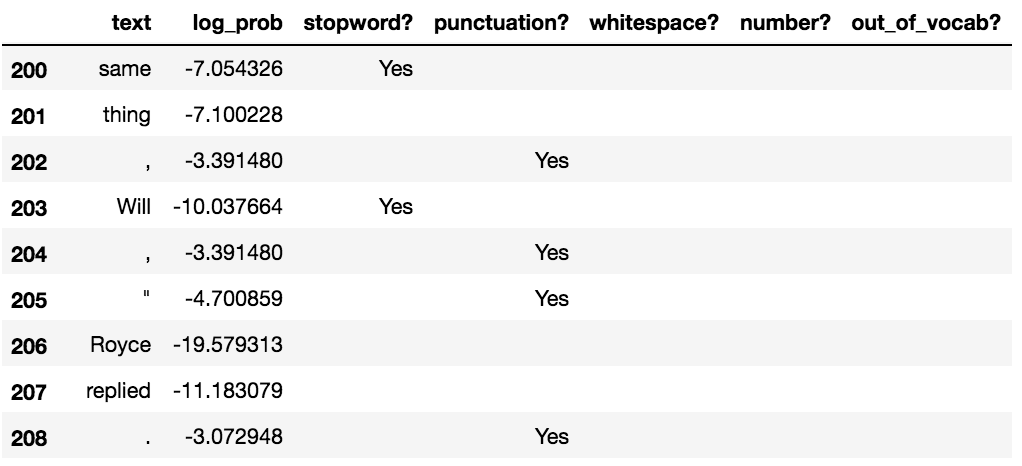 text log_prob stopword? punctuation? whitespace? number? out_of_vocab?
200 same -7.054326 Yes
201 thing -7.100228
202 , -3.391480 Yes
203 Will -10.037664 Yes
204 , -3.391480 Yes
205 " -4.700859 Yes
206 Royce -19.579313
207 replied -11.183079
208 . -3.072948 Yes